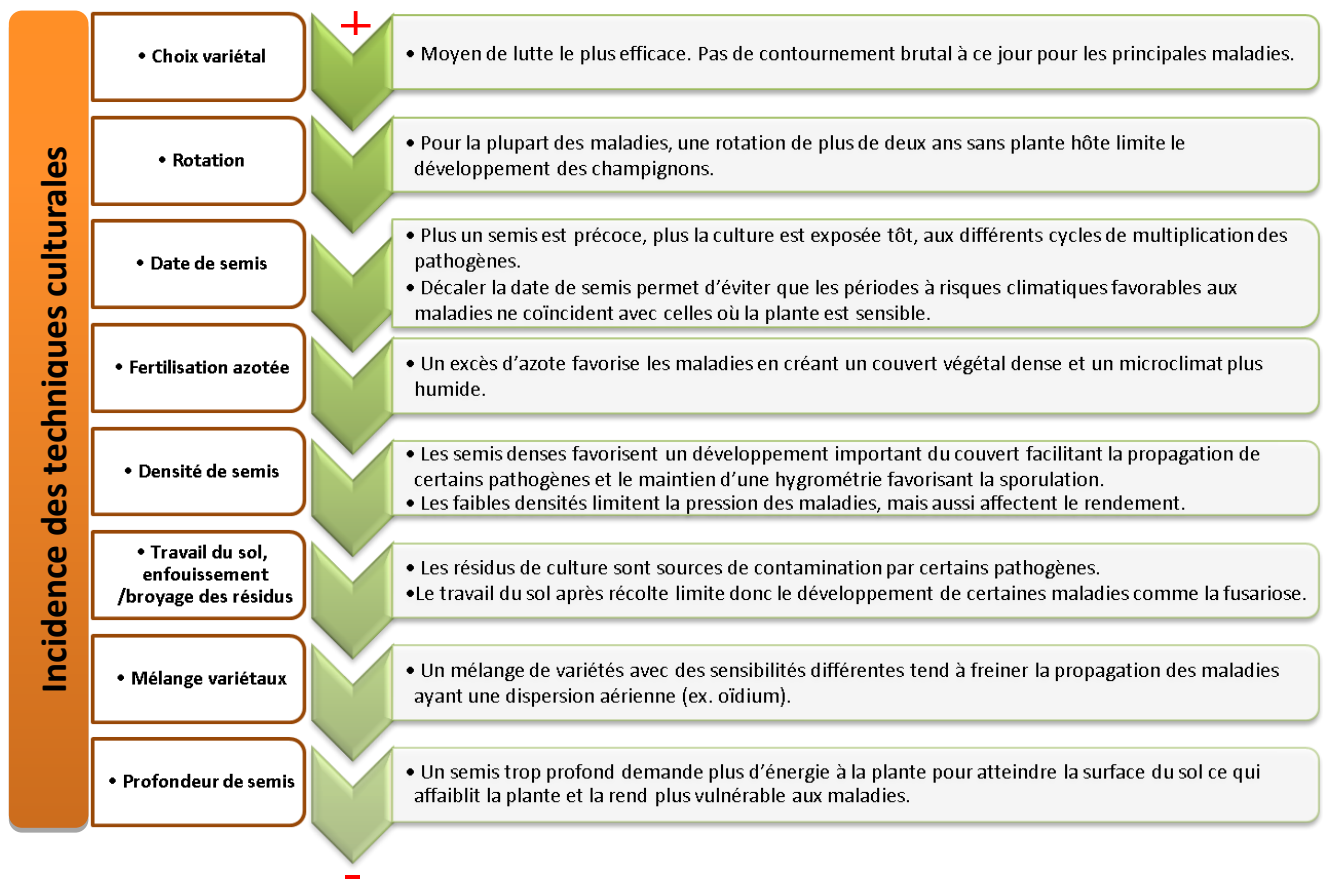 Incidence des techniques culturales
+
• Choix variétal
• Moyen de lutte le plus efficace. Pas de contournement brutal à ce jour pour les principales maladies.
• Rotation
• Pour la plupart des maladies, une rotation de plus de deux ans sans plante hôte limite le
développement des champignons.
• Date de semis
• Plus un semis est précoce, plus la culture est exposée tôt, aux différents cycles de multiplication des
pathogènes.
• Décaler la date de semis permet d'éviter que les périodes à risques climatiques favorables aux
maladies ne coïncident avec celles où la plante est sensible.
• Fertilisation azotée
• Un excès d'azote favorise les maladies en créant un couvert végétal dense et un microclimat plus
humide.
• Densité de semis
• Les semis denses favorisent un développement important du couvert facilitant la propagation de
certains pathogènes et le maintien d'une hygrométrie favorisant la sporulation.
• Les faibles densités limitent la pression des maladies, mais aussi affectent le rendement.
• Travail du sol,
enfouissement
/broyage des résidus
• Les résidus de culture sont sources de contamination par certains pathogènes.
•Le travail du sol après récolte limite donc le développement de certaines maladies comme la fusariose.
• Mélange variétaux
• Un mélange de variétés avec des sensibilités différentes tend à freiner la propagation des maladies
ayant une dispersion aérienne (ex. oïdium).
• Profondeur de semis
• Un semis trop profond demande plus d'énergie à la plante pour atteindre la surface du sol ce qui
affaiblit la plante et la rend plus vulnérable aux maladies.
-